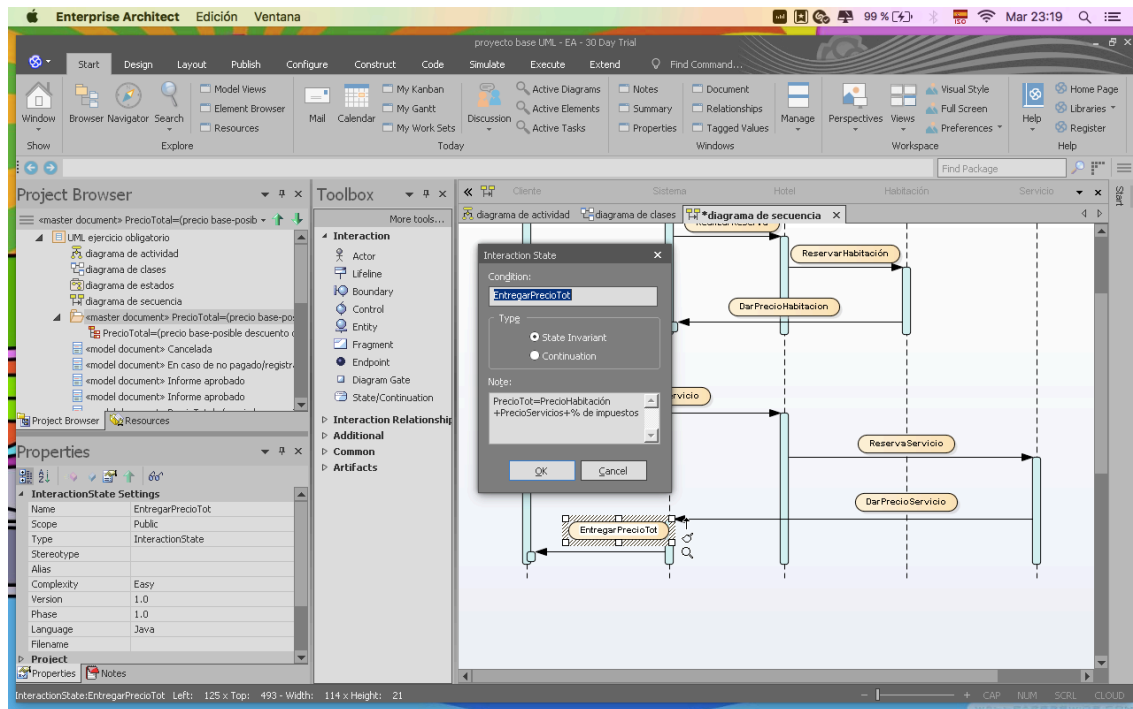 Enterprise Architect Edición Ventana 99 % Mar 23:19
ISO
proyecto base UML - EA - 30 Day Trial
Start Design Layout Publish Configure Construct Code Simulate Execute Extend Find Command...
Window
Show
Browser Navigator Search
Model Views
Element Browser
Resources
Explore
Mail Calendar
My Kanban
My Gantt
My Work Sets
Today
Discussion
Active Diagrams
Active Elements
Active Tasks
Notes
Summary
Properties
Document
Relationships
Tagged Values
Windows
Manage
Perspectives Views
Visual Style
Full Screen
Preferences
Workspace
Help
Home Page
Libraries
Register
Help
Find Package
Project Browser
«master document» PrecioTotal=(precio base-posib
UML ejercicio obligatorio
diagrama de actividad
diagrama de clases
diagrama de estados
diagrama de secuencia
«master document» PrecioTotal=(precio base-pos
PrecioTotal=(precio base-posible descuento
«model document» Cancelada
«model document» En caso de no pagado/registr
«model document» Informe aprobado
«model document» Informe aprobado
Project Browser Resources
Properties
InteractionState Settings
Name EntregarPrecioTot
Scope Public
Type InteractionState
Stereotype
Alias
Complexity Easy
Version 1.0
Phase 1.0
Language Java
Filename
Project
Properties Notes
Toolbox
More tools...
Interaction
Actor
Lifeline
Boundary
Control
Entity
Fragment
Endpoint
Diagram Gate
State/Continuation
Interaction Relationship
Additional
Common
Artifacts
Cliente Sistema Hotel Habitación Servicio
Start
diagrama de actividad diagrama de clases *diagrama de secuencia
RealizarReserva
ReservarHabitación
DarPrecioHabitacion
rvicio
ReservaServicio
DarPrecioServicio
EntregarPrecioTot
Interaction State
Condition:
EntregarPrecioTot
Type
State Invariant
Continuation
Note:
PrecioTot=PrecioHabitación
+PrecioServicios+% de impuestos
OK Cancel
InteractionState:EntregarPrecioTot Left: 125 x Top: 493 - Width: 114 x Height: 21
CAP NUM SCRL CLOUD